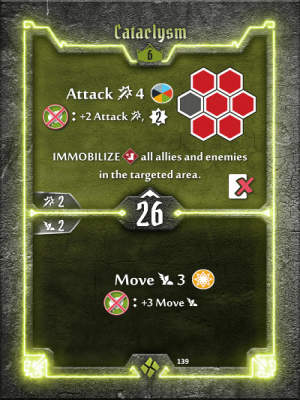 Cataclysm
6
Attack 4
: +2 Attack , 2
IMMOBILIZE all allies and enemies
in the targeted area.
2
26
2
Move 3
: +3 Move
139